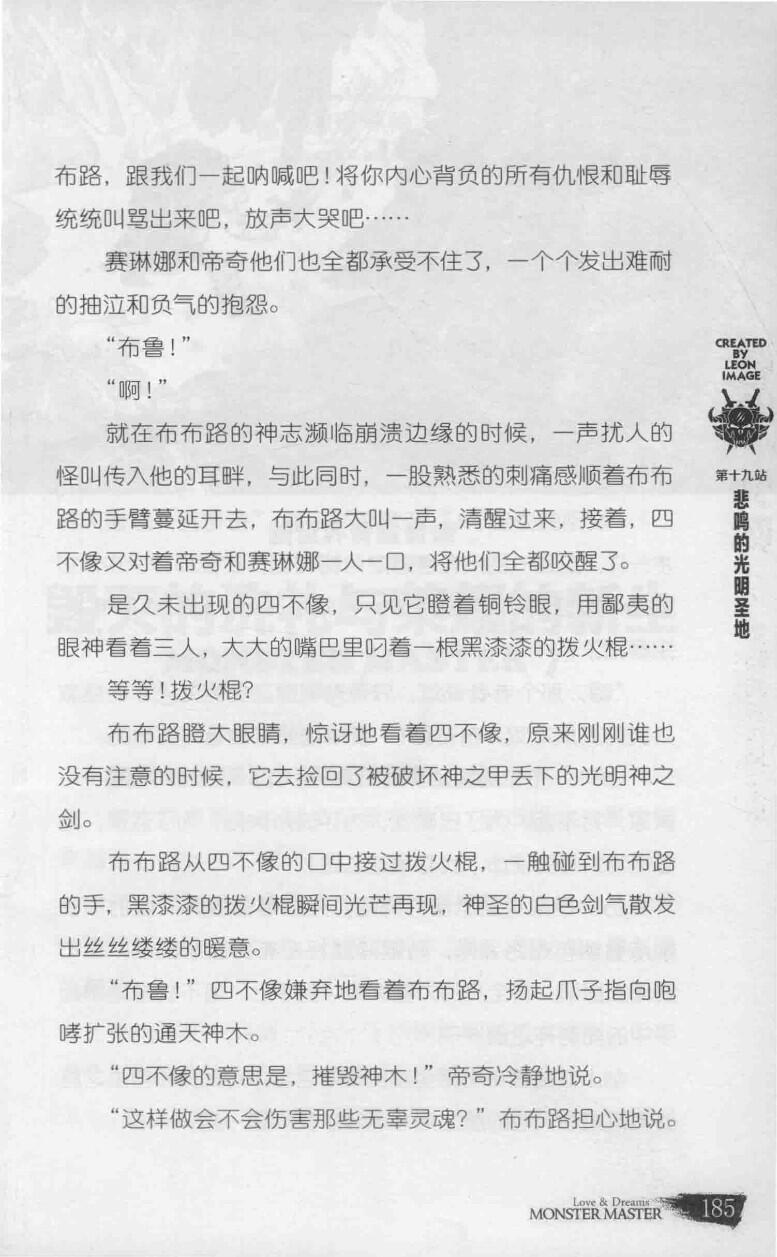 布路，跟我们一起呐喊吧！将你内心背负的所有仇恨和耻辱
统统叫骂出来吧，放声大哭吧……
赛琳娜和帝奇他们也全都承受不住了，一个个发出难耐
的抽泣和负气的抱怨。
“布鲁！”
“啊！”
就在布布路的神志濒临崩溃边缘的时候，一声扰人的
怪叫传入他的耳畔，与此同时，一股熟悉的刺痛感顺着布布
路的手臂蔓延开去，布布路大叫一声，清醒过来，接着，四
不像又对着帝奇和赛琳娜一人一口，将他们全都咬醒了。
是久未出现的四不像，只见它瞪着铜铃眼，用鄙夷的
眼神看着三人，大大的嘴巴里叼着一根黑漆漆的拨火棍……
等等！拨火棍？
布布路瞪大眼睛，惊讶地看着四不像，原来刚刚谁也
没有注意的时候，它去捡回了被破坏神之甲丢下的光明神之
剑。
布布路从四不像的口中接过拨火棍，一触碰到布布路
的手，黑漆漆的拨火棍瞬间光芒再现，神圣的白色剑气散发
出丝丝缕缕的暖意。
“布鲁！”四不像嫌弃地看着布布路，扬起爪子指向咆
哮扩张的通天神木。
“四不像的意思是，摧毁神木！”帝奇冷静地说。
“这样做会不会伤害那些无辜灵魂？”布布路担心地说。
CREATED
BY
LEON
IMAGE
第十九站
悲鸣的光明圣地
Love & Dreams
MONSTER MASTER
185